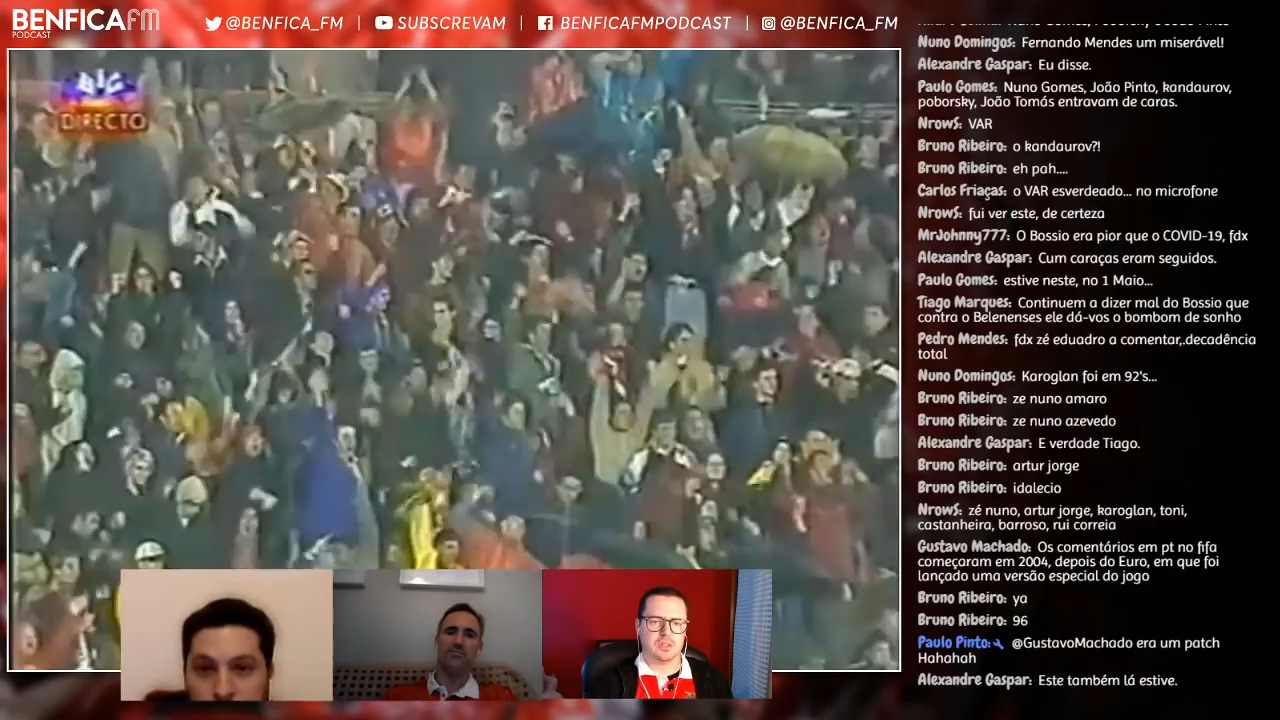 BENFICA FM
PODCAST
@BENFICA_FM | SUBSCREVAM | BENFICAFMPODCAST | @BENFICA_FM
SIC
DIRECTO
Nuno Domingos: Fernando Mendes um miserável!
Alexandre Gaspar: Eu disse.
Paulo Gomes: Nuno Gomes, João Pinto, kandaurov,
poborsky, João Tomás entravam de caras.
NrowS: VAR
Bruno Ribeiro: o kandaurov?!
Bruno Ribeiro: eh pah....
Carlos Friaças: o VAR esverdeado... no microfone
NrowS: fui ver este, de certeza
MrJohnny777: O Bossio era pior que o COVID-19, fdx
Alexandre Gaspar: Cum caraças eram seguidos.
Paulo Gomes: estive neste, no 1 Maio...
Tiago Marques: Continuem a dizer mal do Bossio que
contra o Belenenses ele dá-vos o bombom de sonho
Pedro Mendes: fdx zé eduadro a comentar,.decadência
total
Nuno Domingos: Karoglan foi em 92's...
Bruno Ribeiro: ze nuno amaro
Bruno Ribeiro: ze nuno azevedo
Alexandre Gaspar: E verdade Tiago.
Bruno Ribeiro: artur jorge
Bruno Ribeiro: idalecio
NrowS: zé nuno, artur jorge, karoglan, toni,
castanheira, barroso, rui correia
Gustavo Machado: Os comentários em pt no fifa
começaram em 2004, depois do Euro, em que foi
lançado uma versão especial do jogo
Bruno Ribeiro: ya
Bruno Ribeiro: 96
Paulo Pinto: @GustavoMachado era um patch
Hahahah
Alexandre Gaspar: Este também lá estive.